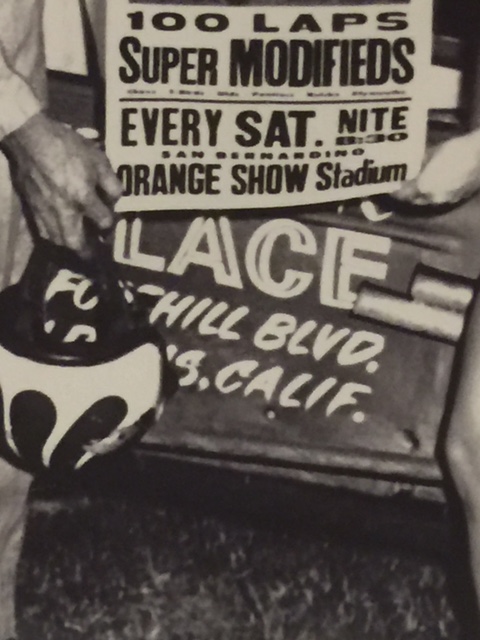 100 LAPS
SUPER MODIFIEDS
EVERY SAT. NITE
8:30
SAN BERNARDINO
ORANGE SHOW Stadium
LACE
HILL BLVD.
S, CALIF.